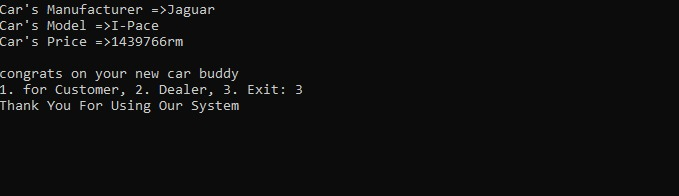 Car's Manufacturer =>Jaguar
Car's Model =>I-Pace
Car's Price =>1439766rm
congrats on your new car buddy
1. for Customer, 2. Dealer, 3. Exit: 3
Thank You For Using Our System